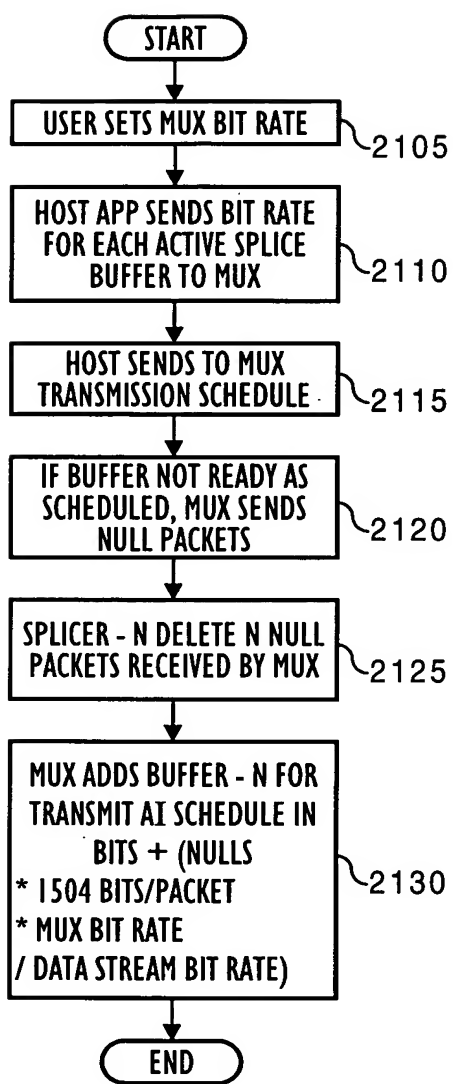 START
USER SETS MUX BIT RATE
2105
HOST APP SENDS BIT RATE
FOR EACH ACTIVE SPLICE
BUFFER TO MUX
2110
HOST SENDS TO MUX
TRANSMISSION SCHEDULE
2115
IF BUFFER NOT READY AS
SCHEDULED, MUX SENDS
NULL PACKETS
2120
SPLICER - N DELETE N NULL
PACKETS RECEIVED BY MUX
2125
MUX ADDS BUFFER - N FOR
TRANSMIT AI SCHEDULE IN
BITS + (NULLS
* 1504 BITS/PACKET
* MUX BIT RATE
/ DATA STREAM BIT RATE)
2130
END